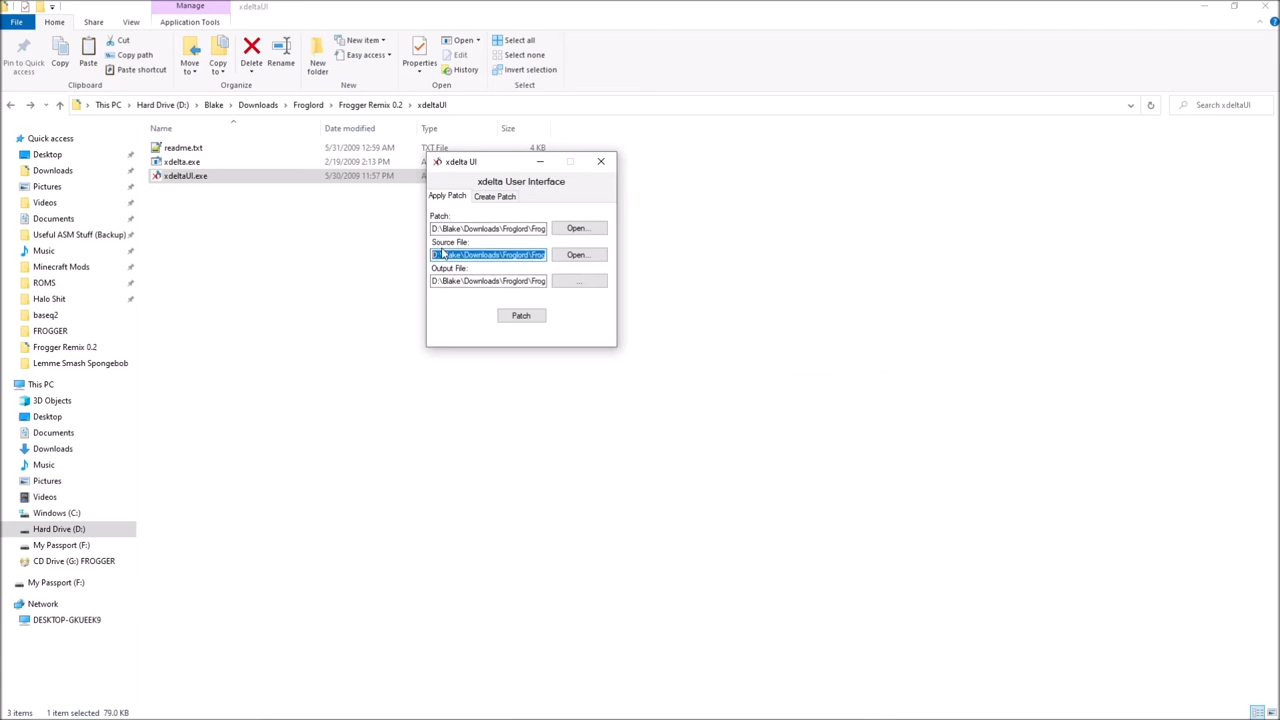 Manage
xdeltaUI
File
Home
Share
View
Application Tools
Pin to Quick access
Copy
Paste
Cut
Copy path
Paste shortcut
Clipboard
Move to
Copy to
Delete
Rename
Organize
New folder
New item
Easy access
New
Properties
Open
Edit
History
Open
Select all
Select none
Invert selection
Select
This PC > Hard Drive (D:) > Blake > Downloads > Froglord > Frogger Remix 0.2 > xdeltaUI
Search xdeltaUI
Name Date modified Type Size
readme.txt 5/31/2009 12:59 AM TXT File 4 KB
xdelta.exe 2/19/2009 2:13 PM
xdeltaUI.exe 5/30/2009 11:57 PM
Quick access
Desktop
Downloads
Pictures
Videos
Documents
Useful ASM Stuff (Backup)
Music
Minecraft Mods
ROMS
Halo Shit
baseq2
FROGGER
Frogger Remix 0.2
Lemme Smash Spongebob
This PC
3D Objects
Desktop
Documents
Downloads
Music
Pictures
Videos
Windows (C:)
Hard Drive (D:)
My Passport (F:)
CD Drive (G:) FROGGER
My Passport (F:)
Network
DESKTOP-GKUEEK9
xdelta UI
xdelta User Interface
Apply Patch Create Patch
Patch:
D:\Blake\Downloads\Froglord\Frog Open...
Source File:
D:\Blake\Downloads\Froglord\Frog Open...
Output File:
D:\Blake\Downloads\Froglord\Frog ...
Patch
3 items 1 item selected 79.0 KB